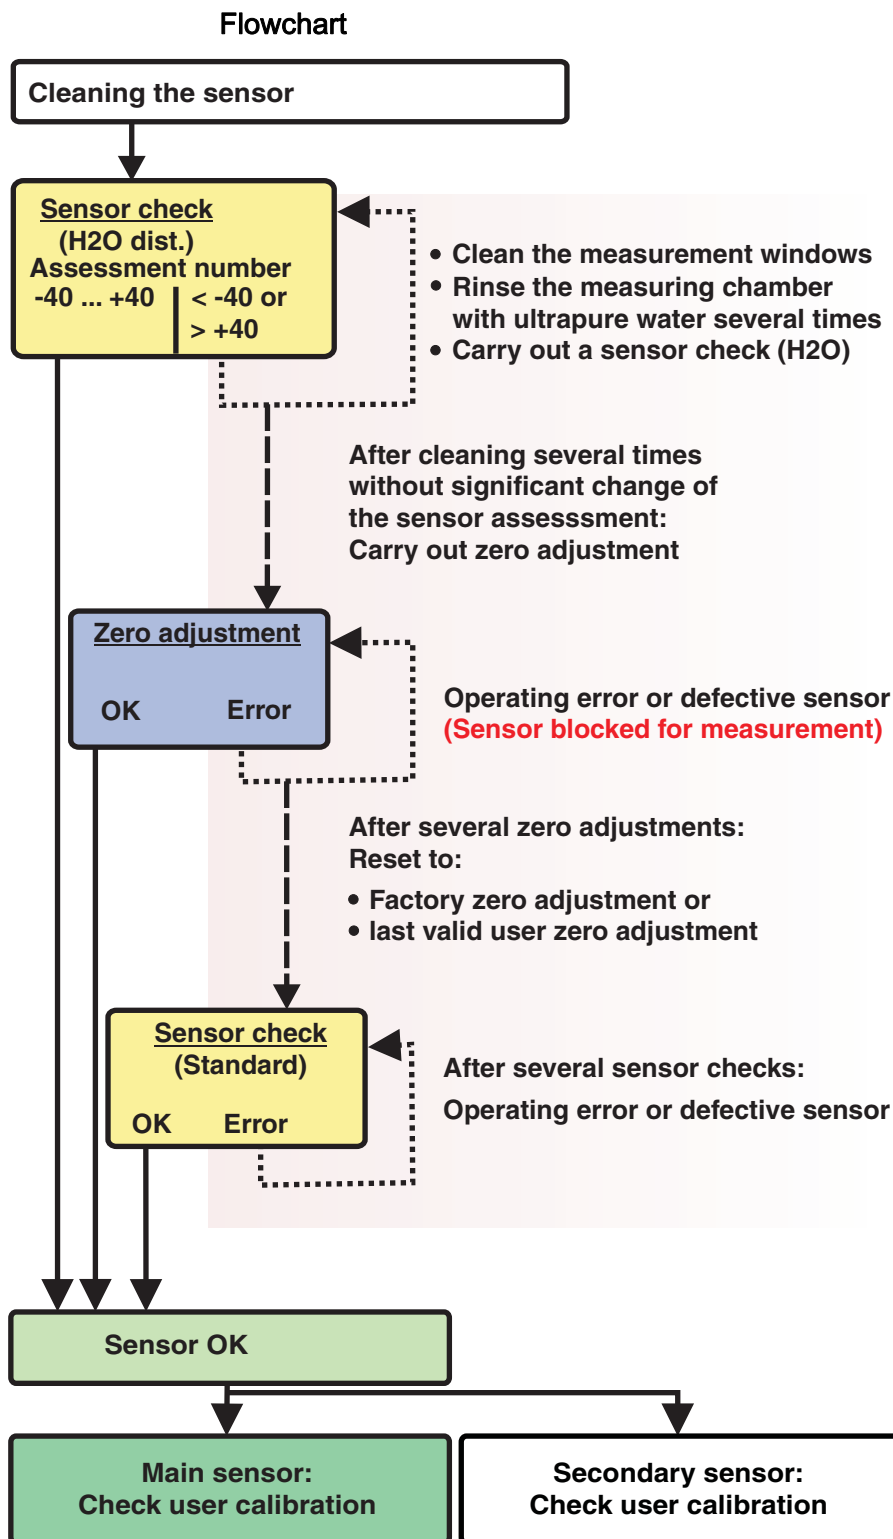 Flowchart
Cleaning the sensor
Sensor check
(H2O dist.)
Assessment number
-40 ... +40 < -40 or
> +40
• Clean the measurement windows
• Rinse the measuring chamber
with ultrapure water several times
• Carry out a sensor check (H2O)
After cleaning several times
without significant change of
the sensor assesssment:
Carry out zero adjustment
Zero adjustment
OK Error
Operating error or defective sensor
(Sensor blocked for measurement)
After several zero adjustments:
Reset to:
• Factory zero adjustment or
• last valid user zero adjustment
Sensor check
(Standard)
OK Error
After several sensor checks:
Operating error or defective sensor
Sensor OK
Main sensor:
Check user calibration
Secondary sensor:
Check user calibration